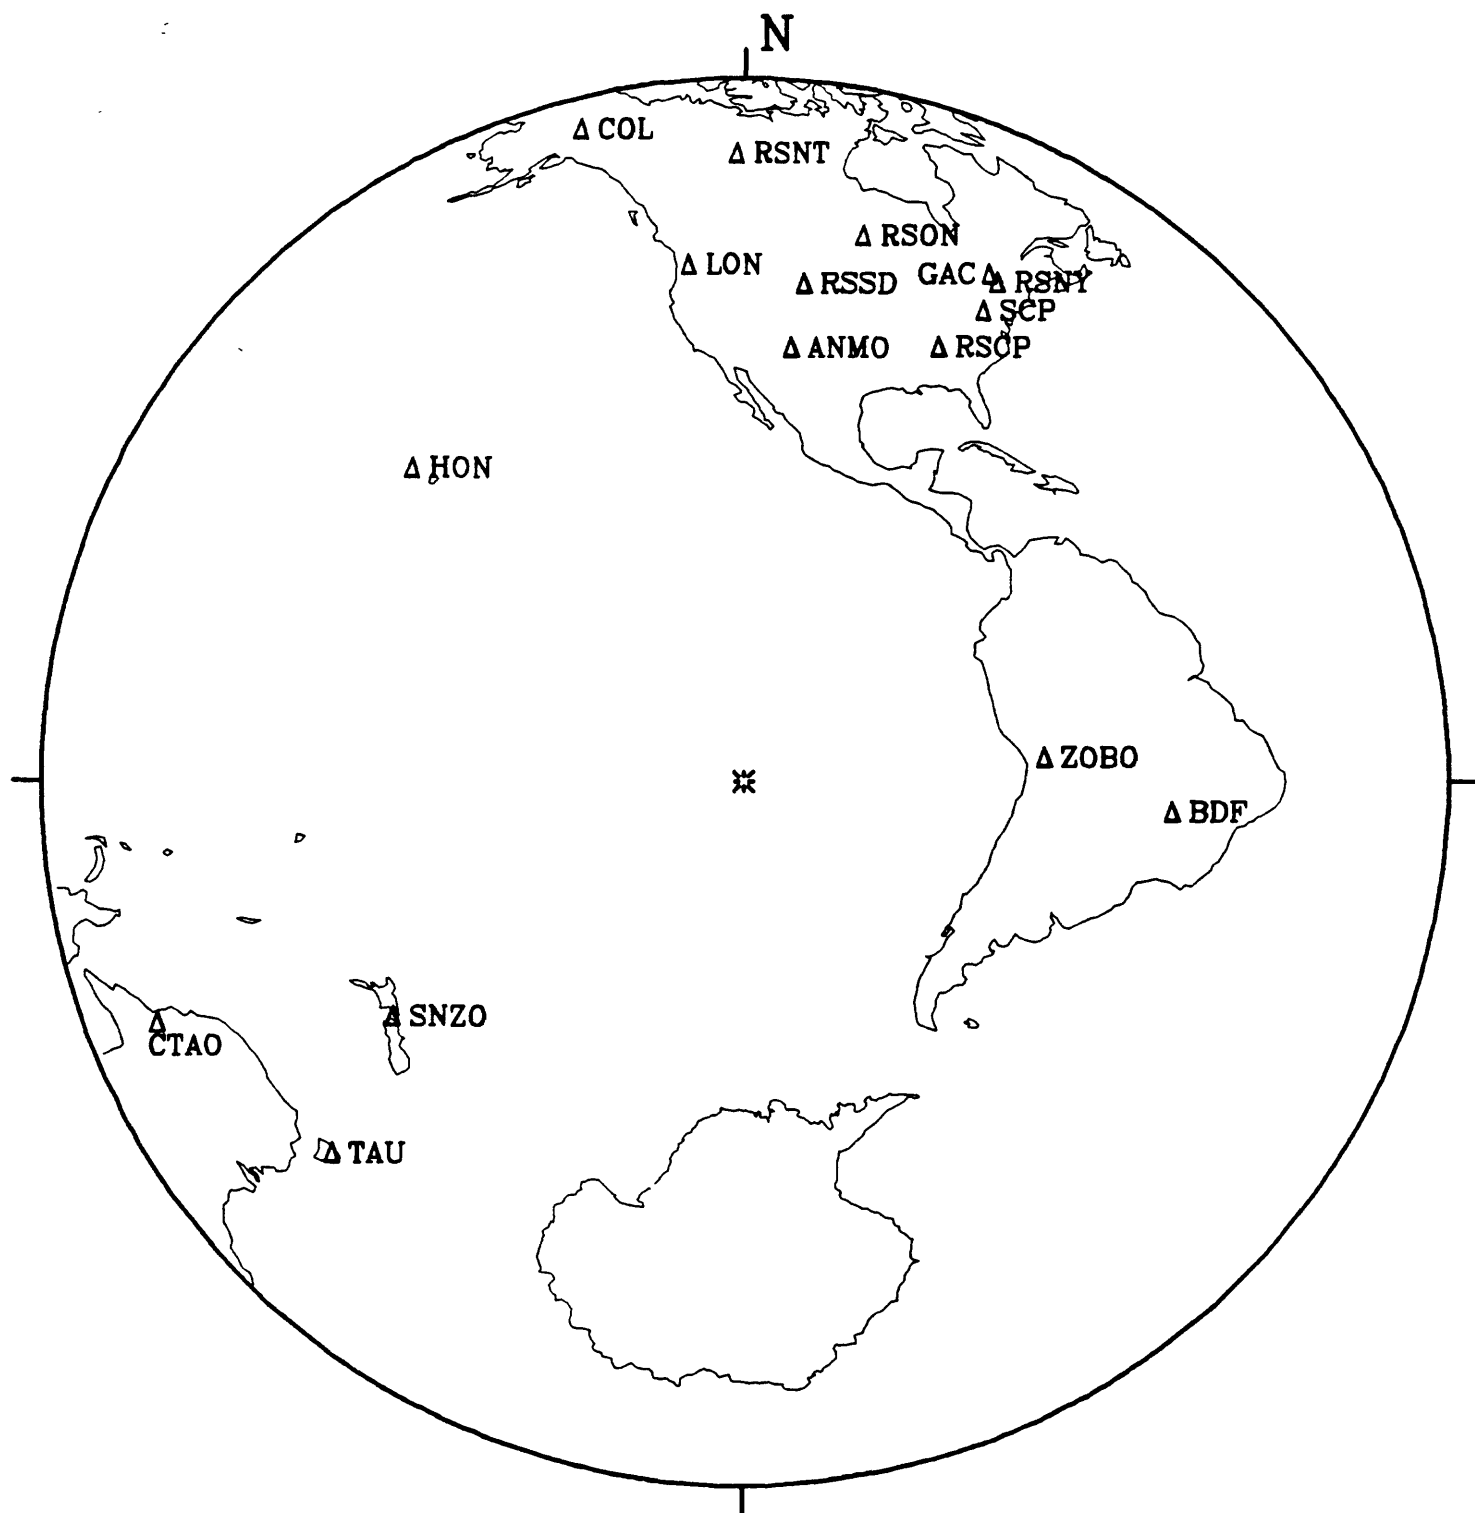 N
COL
RSNT
RSON
LON
GAC
RSSD
RSNY
SCP
ANMO
RSCP
HON
ZOBO
BDF
SNZO
CTAO
TAU